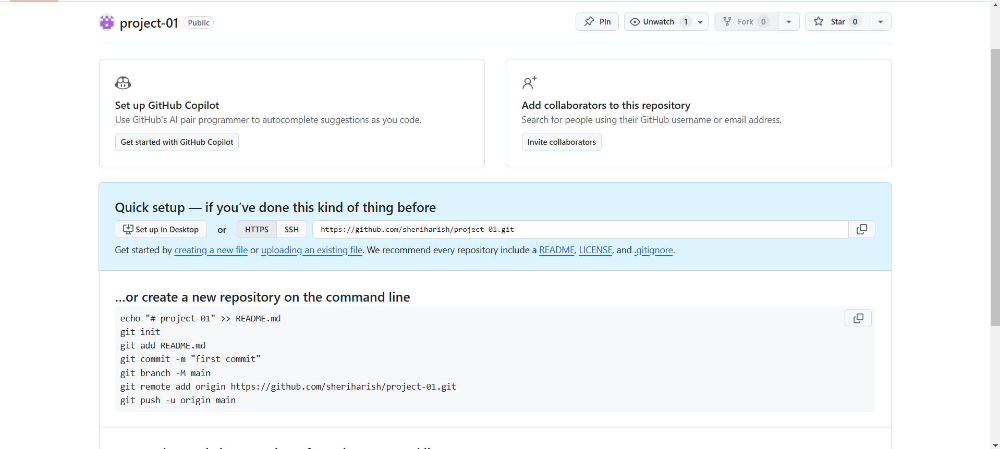 project-01 Public Pin Unwatch 1 Fork 0 Star 0
Set up GitHub Copilot
Use GitHub's AI pair programmer to autocomplete suggestions as you code.
Get started with GitHub Copilot
Add collaborators to this repository
Search for people using their GitHub username or email address.
Invite collaborators
Quick setup — if you’ve done this kind of thing before
Set up in Desktop or HTTPS SSH https://github.com/sheriharish/project-01.git
Get started by creating a new file or uploading an existing file. We recommend every repository include a README, LICENSE, and .gitignore.
…or create a new repository on the command line
echo "# project-01" >> README.md
git init
git add README.md
git commit -m "first commit"
git branch -M main
git remote add origin https://github.com/sheriharish/project-01.git
git push -u origin main